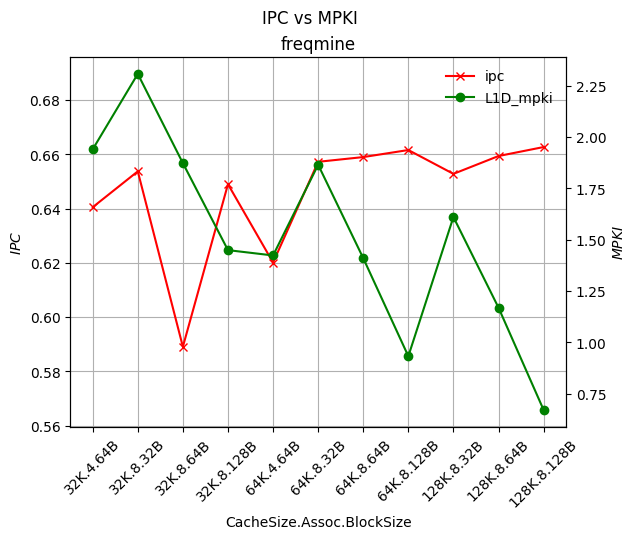 IPC vs MPKI
freqmine
ipc
L1D_mpki
0.68
0.66
0.64
0.62
0.60
0.58
0.56
IPC
2.25
2.00
1.75
1.50
1.25
1.00
0.75
MPKI
32K.4.64B
32K.8.32B
32K.8.64B
32K.8.128B
64K.4.64B
64K.8.32B
64K.8.64B
64K.8.128B
128K.8.32B
128K.8.64B
128K.8.128B
CacheSize.Assoc.BlockSize